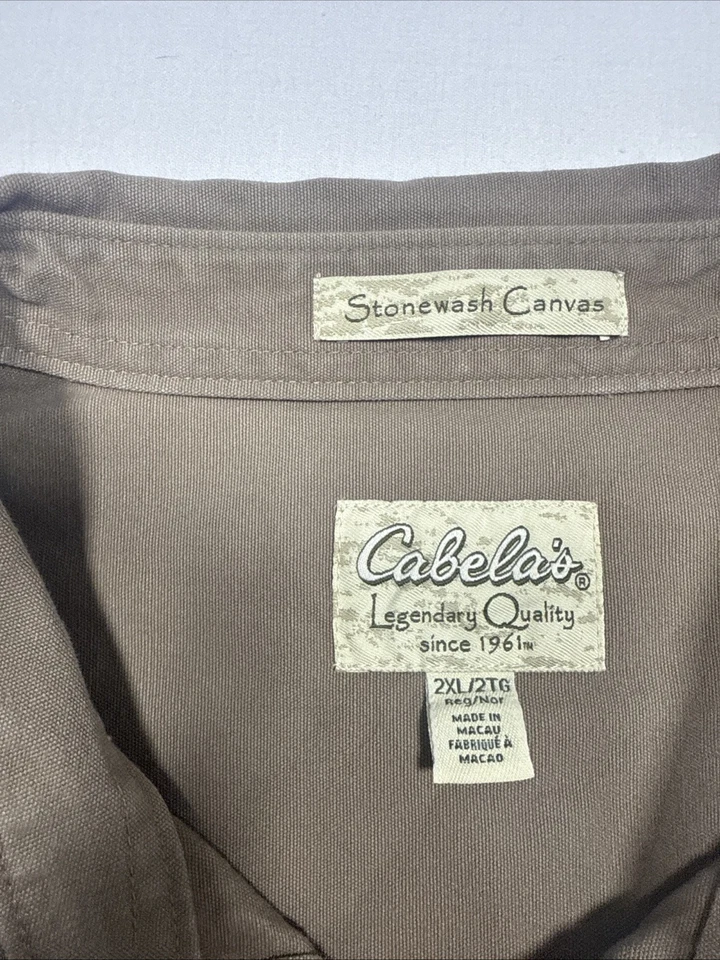 Stonewash Canvas
Cabela's®
Legendary Quality
since 1961™
2XL/2TG
Reg/Nor
MADE IN
MACAU
FABRIQUÉ À
MACAO